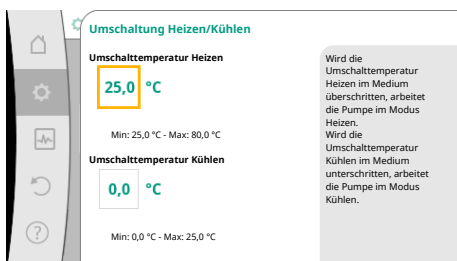 Umschaltung Heizen/Kühlen
Umschalttemperatur Heizen
25,0 °C
Min: 25,0 °C - Max: 80,0 °C
Umschalttemperatur Kühlen
0,0 °C
Min: 0,0 °C - Max: 25,0 °C
Wird die
Umschalttemperatur
Heizen im Medium
überschritten, arbeitet
die Pumpe im Modus
Heizen.
Wird die
Umschalttemperatur
Kühlen im Medium
unterschritten, arbeitet
die Pumpe im Modus
Kühlen.
?